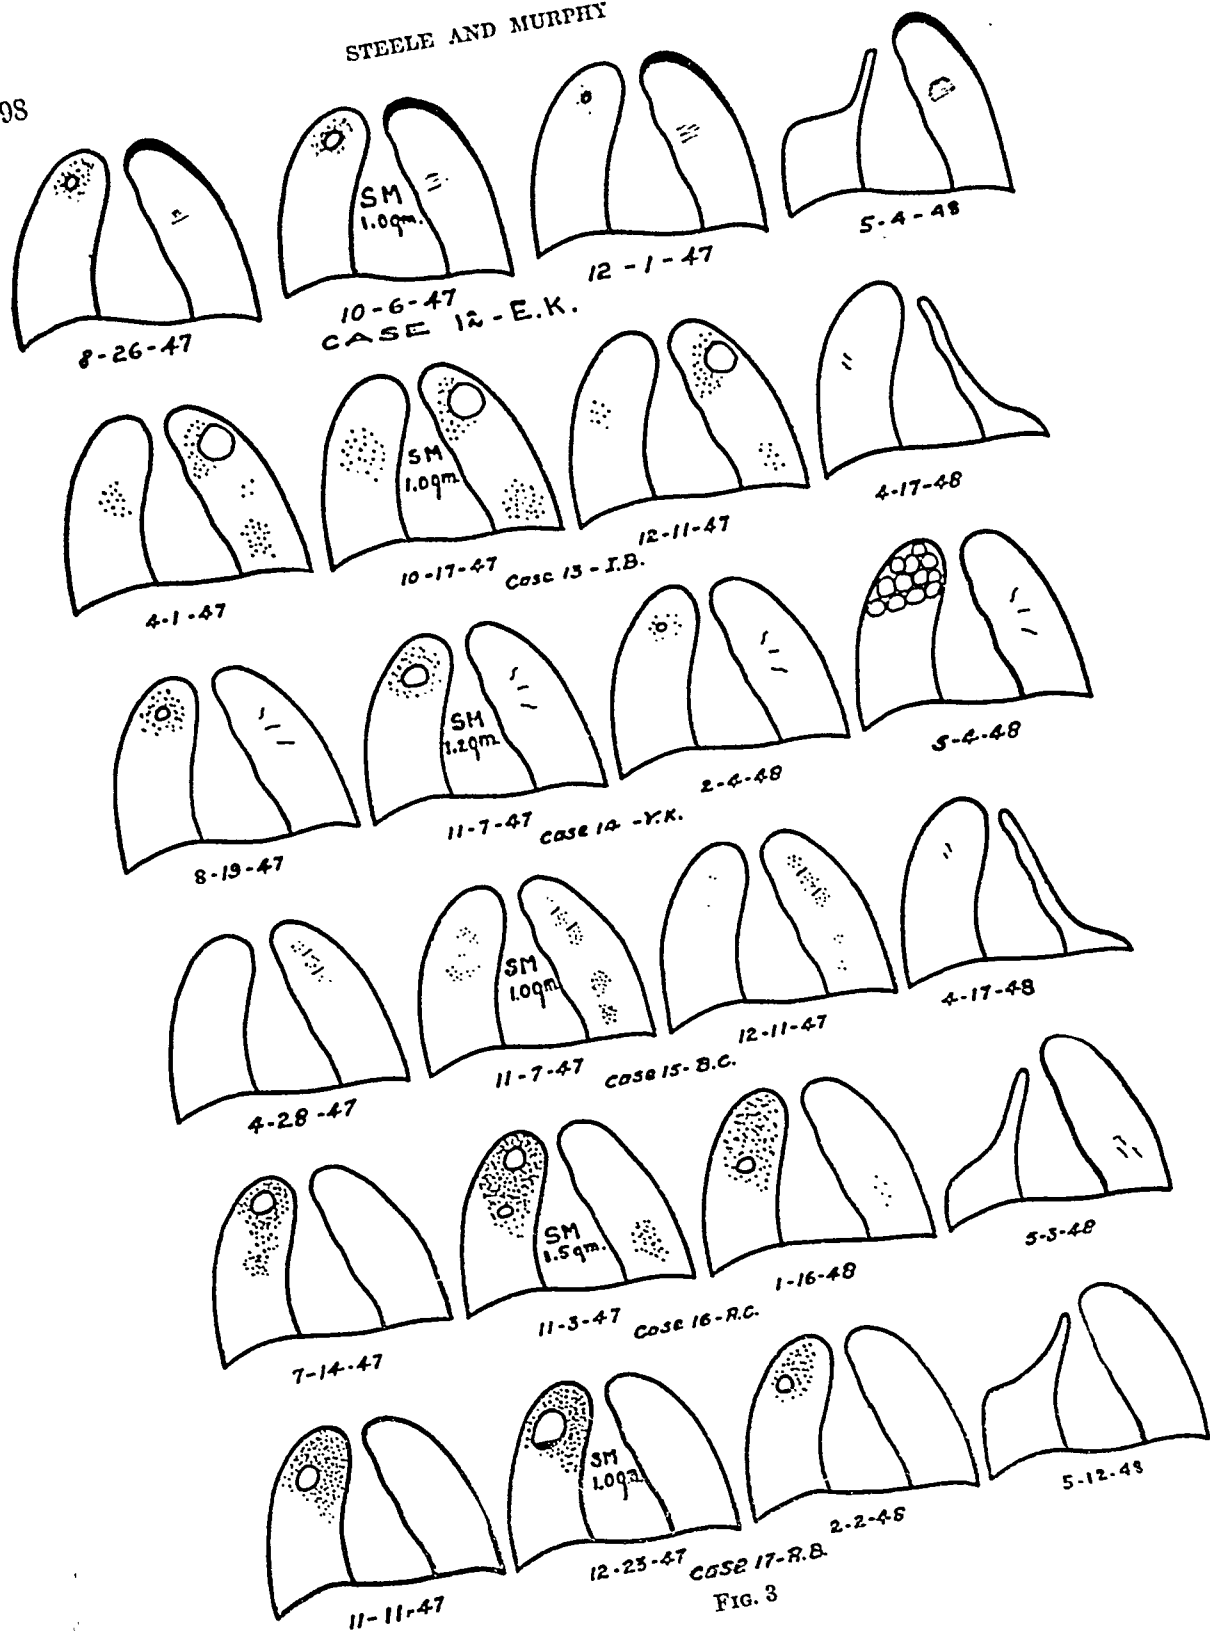 STEELE AND MURPHY
98
8-26-47
SM
1.0gm.
10-6-47
12-1-47
5-4-48
CASE 12-E.K.
4-1-47
SM
1.0gm.
10-17-47
12-11-47
4-17-48
Case 13-I.B.
8-19-47
SM
1.2gm
11-7-47
2-4-48
5-4-48
Case 14-Y.K.
4-28-47
SM
1.0gm
11-7-47
12-11-47
4-17-48
Case 15-B.C.
7-14-47
SM
1.5gm.
11-3-47
1-16-48
5-3-48
Case 16-R.C.
11-11-47
SM
1.0gm.
12-23-47
2-2-48
5-12-48
Case 17-R.B.
FIG. 3